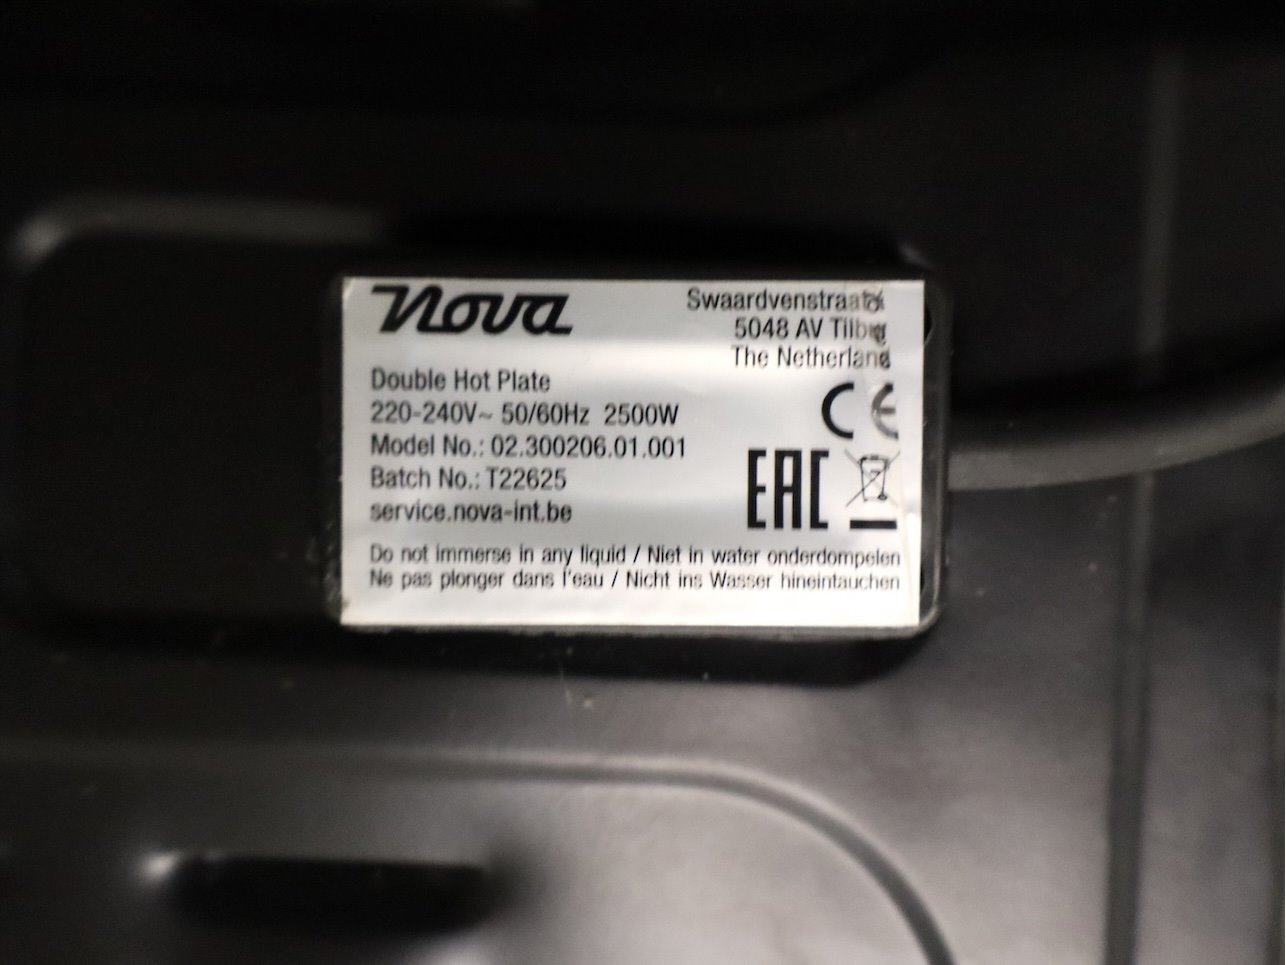 Nova
Swaardvenstraat
5048 AV
The Netherland
Double Hot Plate
220-240V~ 50/60Hz 2500W
Model No.: 02.300206.01.001
Batch No.: T22625
service.nova-int.be
CE
EAC
Do not immerse in any liquid / Niet in water onderdompelen
Ne pas plonger dans l'eau / Nicht ins Wasser hineintauchen